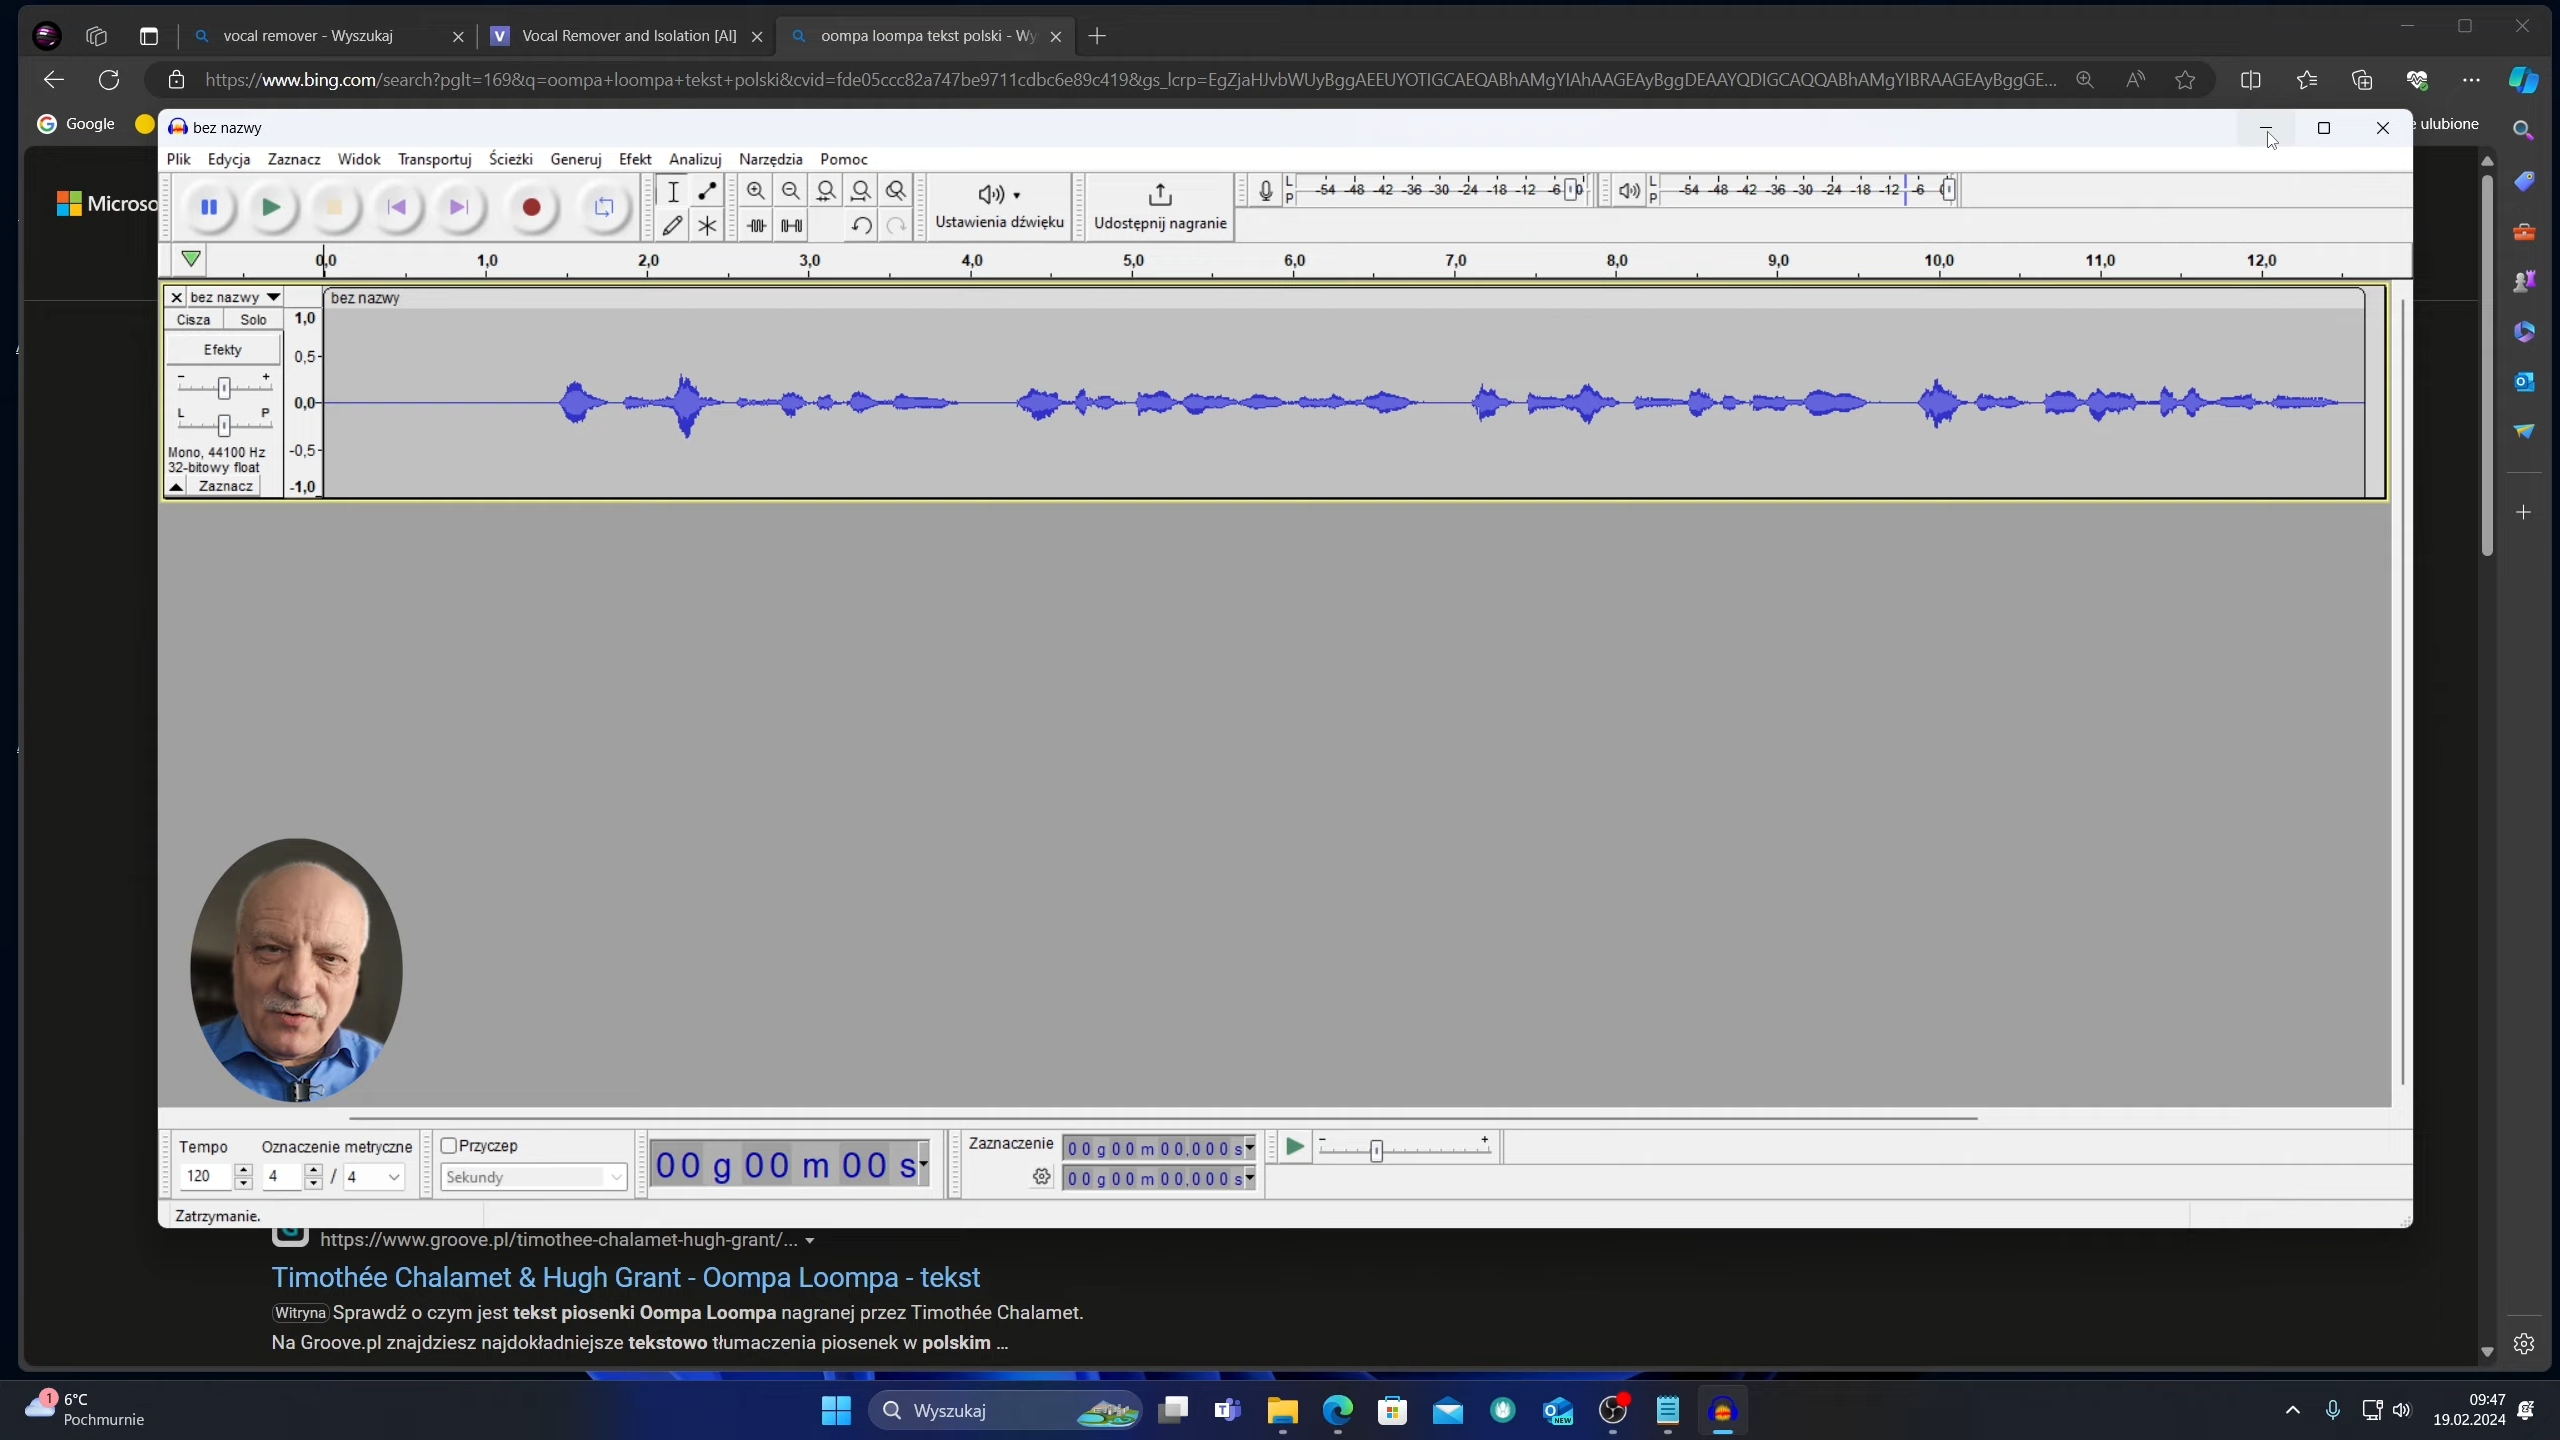 vocal remover - Wyszukaj
Vocal Remover and Isolation [AI]
oompa loompa tekst polski - Wy
https://www.bing.com/search?pglt=169&q=oompa+loompa+tekst+polski&cvid=fde05ccc82a747be9711cdbc6e89c419&gs_lcrp=EgZjaHJvbWUyBggAEEUYOTIGCAEQABhAMgYIAhAAGEAyBggDEAAYQDIGCAQQABhAMgYIBRAAGEAyBggGE...
Google
ulubione
bez nazwy
Plik Edycja Zaznacz Widok Transportuj Ścieżki Generuj Efekt Analizuj Narzędzia Pomoc
Microso
Ustawienia dźwięku
Udostępnij nagranie
L -54 -48 -42 -36 -30 -24 -18 -12 -6 0
P
L -54 -48 -42 -36 -30 -24 -18 -12 -6
P
0,0 1,0 2,0 3,0 4,0 5,0 6,0 7,0 8,0 9,0 10,0 11,0 12,0
bez nazwy
bez nazwy
Cisza Solo
Efekty
- +
L P
Mono, 44100 Hz
32-bitowy float
Zaznacz
1,0
0,5
0,0
-0,5
-1,0
Tempo
120
Oznaczenie metryczne
4 / 4
Przyczep
Sekundy
00 g 00 m 00 s
Zaznaczenie
00 g 00 m 00,000 s
00 g 00 m 00,000 s
- +
Zatrzymanie.
https://www.groove.pl/timothee-chalamet-hugh-grant/...
Timothée Chalamet & Hugh Grant - Oompa Loompa - tekst
Witryna Sprawdź o czym jest tekst piosenki Oompa Loompa nagranej przez Timothée Chalamet.
Na Groove.pl znajdziesz najdokładniejsze tekstowo tłumaczenia piosenek w polskim ...
1
6°C
Pochmurnie
Wyszukaj
NEW
09:47
19.02.2024